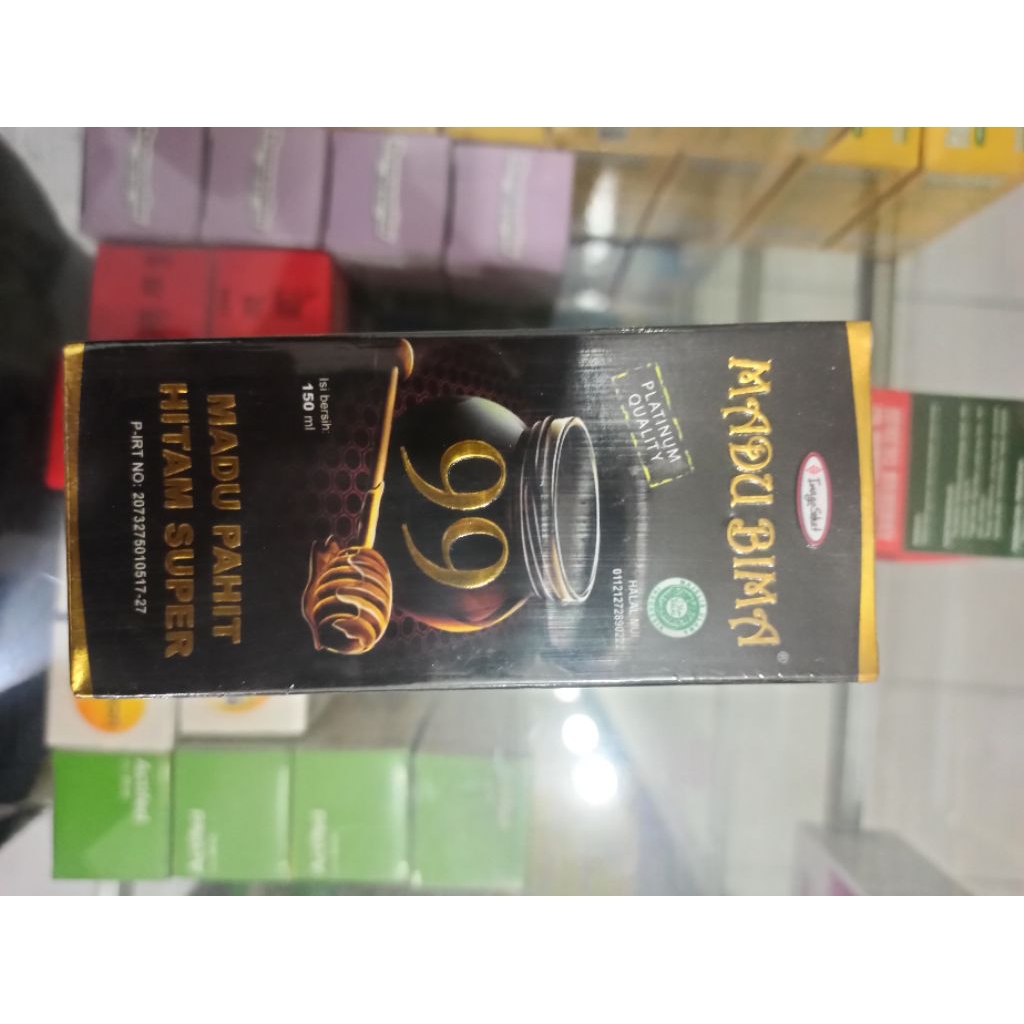 MADU BIMA
®
PLATINUM
QUALITY
HALAL MUI
99
Isi bersih:
150 ml
MADU PAHIT
HITAM SUPER
P-IRT NO: 2073275010517-27